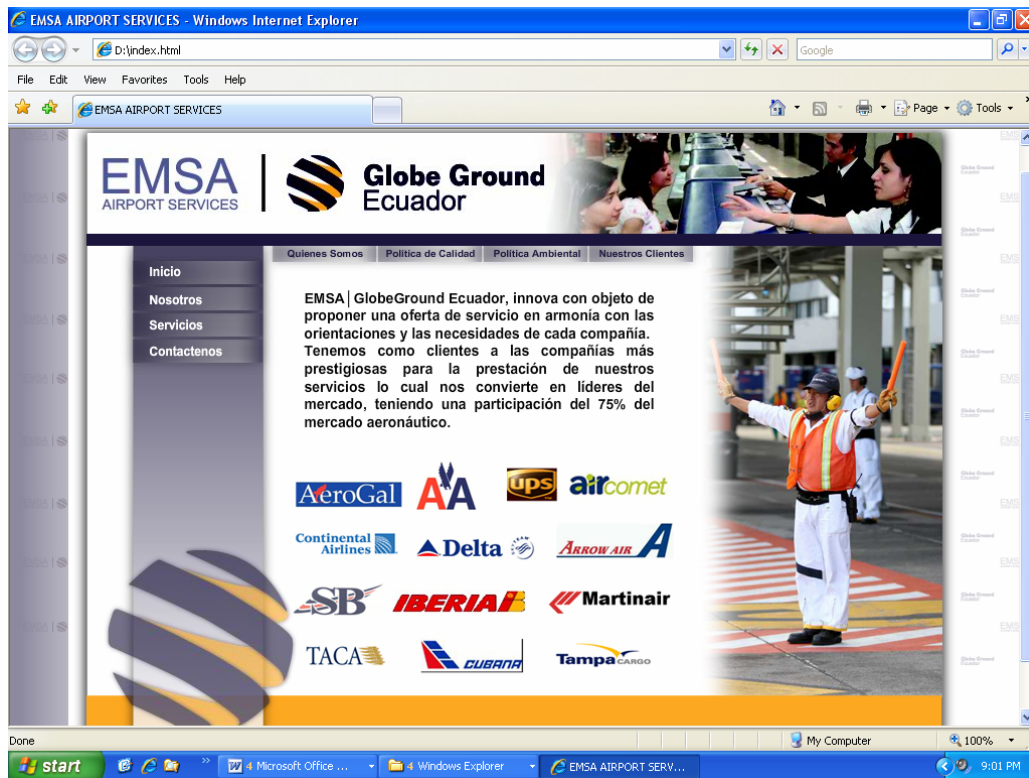 EMSA AIRPORT SERVICES - Windows Internet Explorer
D:\index.html
Google
File Edit View Favorites Tools Help
EMSA AIRPORT SERVICES
Page Tools
EMSA
AIRPORT SERVICES
Globe Ground
Ecuador
Quienes Somos Politica de Calidad Politica Ambiental Nuestros Clientes
Inicio
Nosotros
Servicios
Contactenos
EMSA|GlobeGround Ecuador, innova con objeto de
proponer una oferta de servicio en armonía con las
orientaciones y las necesidades de cada compañía.
Tenemos como clientes a las compañías más
prestigiosas para la prestación de nuestros
servicios lo cual nos convierte en líderes del
mercado, teniendo una participación del 75% del
mercado aeronáutico.
AeroGal AA ups aircomet
Continental
Airlines
Delta
ARROW AIR A
SB IBERIA Martinair
TACA CUBANA Tampa CARGO
Done My Computer 100%
start 4 Microsoft Office ... 4 Windows Explorer EMSA AIRPORT SERV... 9:01 PM